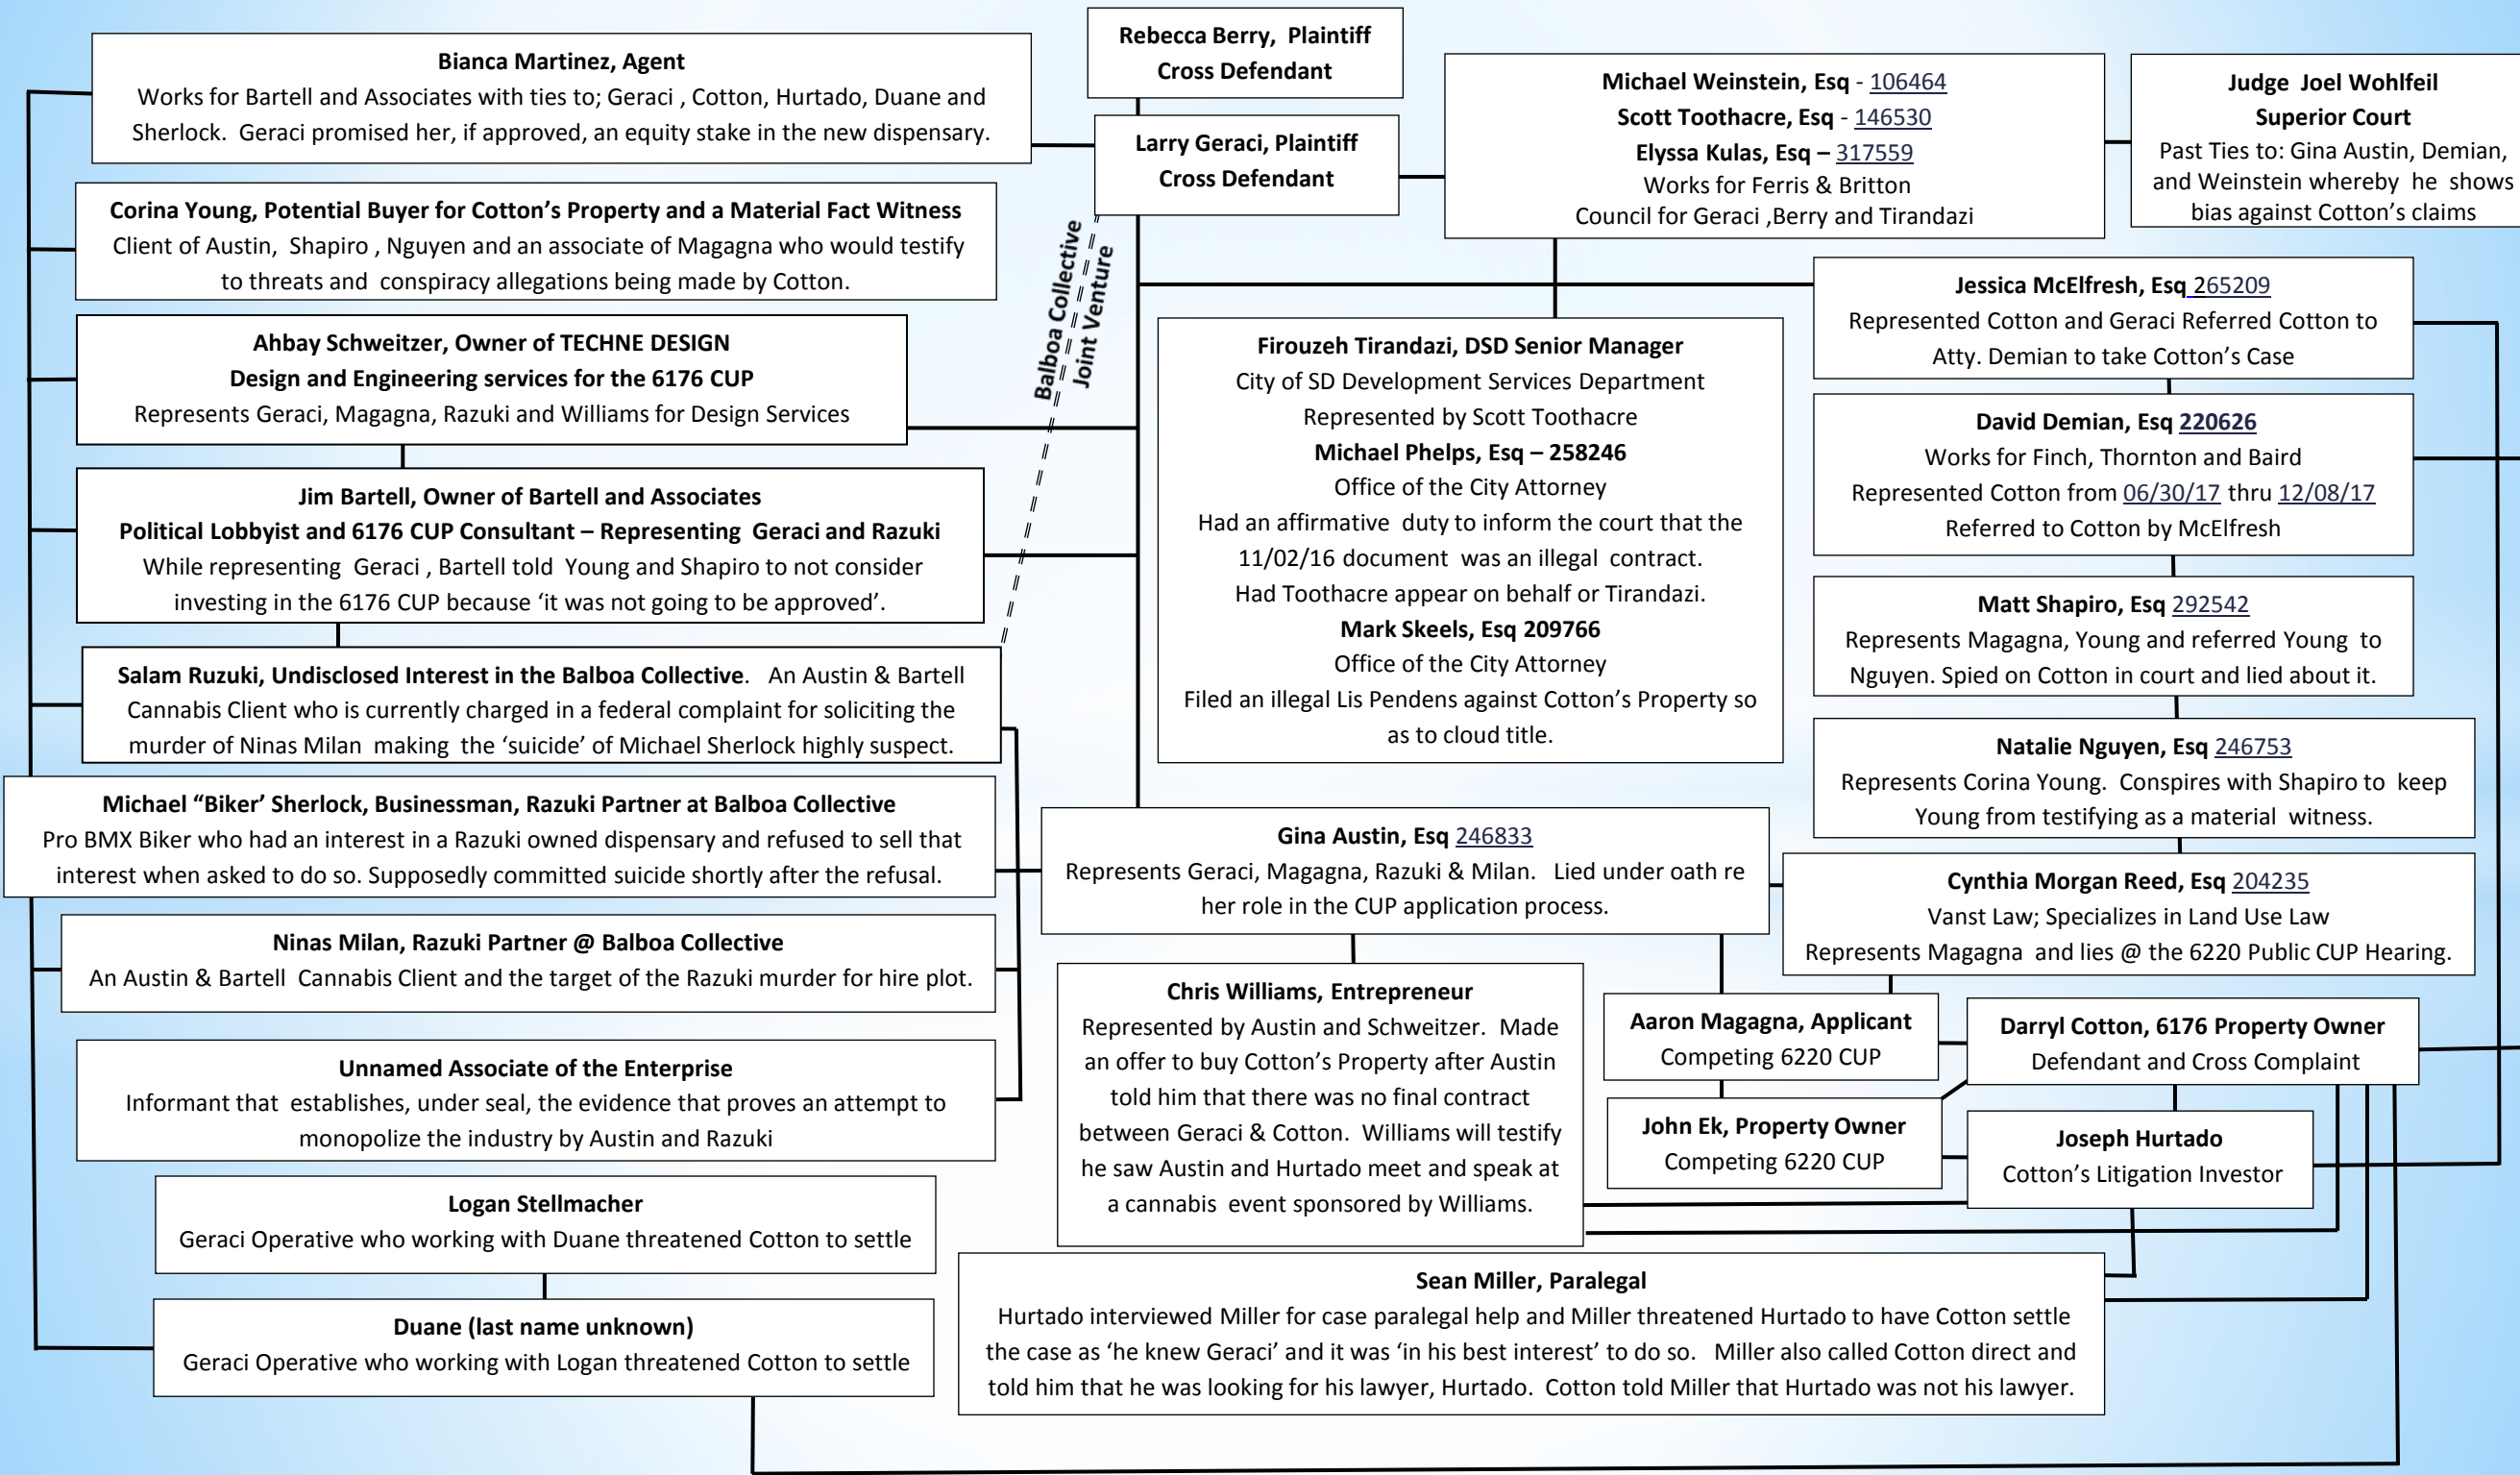 Rebecca Berry, Plaintiff
Cross Defendant
Larry Geraci, Plaintiff
Cross Defendant
Michael Weinstein, Esq - 106464
Scott Toothacre, Esq - 146530
Elyssa Kulas, Esq – 317559
Works for Ferris & Britton
Council for Geraci ,Berry and Tirandazi
Judge Joel Wohlfeil
Superior Court
Past Ties to: Gina Austin, Demian,
and Weinstein whereby he shows
bias against Cotton's claims
Bianca Martinez, Agent
Works for Bartell and Associates with ties to; Geraci , Cotton, Hurtado, Duane and
Sherlock. Geraci promised her, if approved, an equity stake in the new dispensary.
Corina Young, Potential Buyer for Cotton's Property and a Material Fact Witness
Client of Austin, Shapiro , Nguyen and an associate of Magagna who would testify
to threats and conspiracy allegations being made by Cotton.
Ahbay Schweitzer, Owner of TECHNE DESIGN
Design and Engineering services for the 6176 CUP
Represents Geraci, Magagna, Razuki and Williams for Design Services
Jim Bartell, Owner of Bartell and Associates
Political Lobbyist and 6176 CUP Consultant – Representing Geraci and Razuki
While representing Geraci , Bartell told Young and Shapiro to not consider
investing in the 6176 CUP because 'it was not going to be approved'.
Salam Ruzuki, Undisclosed Interest in the Balboa Collective. An Austin & Bartell
Cannabis Client who is currently charged in a federal complaint for soliciting the
murder of Ninas Milan making the 'suicide' of Michael Sherlock highly suspect.
Michael "Biker' Sherlock, Businessman, Razuki Partner at Balboa Collective
Pro BMX Biker who had an interest in a Razuki owned dispensary and refused to sell that
interest when asked to do so. Supposedly committed suicide shortly after the refusal.
Ninas Milan, Razuki Partner @ Balboa Collective
An Austin & Bartell Cannabis Client and the target of the Razuki murder for hire plot.
Unnamed Associate of the Enterprise
Informant that establishes, under seal, the evidence that proves an attempt to
monopolize the industry by Austin and Razuki
Logan Stellmacher
Geraci Operative who working with Duane threatened Cotton to settle
Duane (last name unknown)
Geraci Operative who working with Logan threatened Cotton to settle
Balboa Collective
Joint Venture
Firouzeh Tirandazi, DSD Senior Manager
City of SD Development Services Department
Represented by Scott Toothacre
Michael Phelps, Esq – 258246
Office of the City Attorney
Had an affirmative duty to inform the court that the
11/02/16 document was an illegal contract.
Had Toothacre appear on behalf or Tirandazi.
Mark Skeels, Esq 209766
Office of the City Attorney
Filed an illegal Lis Pendens against Cotton's Property so
as to cloud title.
Jessica McElfresh, Esq 265209
Represented Cotton and Geraci Referred Cotton to
Atty. Demian to take Cotton's Case
David Demian, Esq 220626
Works for Finch, Thornton and Baird
Represented Cotton from 06/30/17 thru 12/08/17
Referred to Cotton by McElfresh
Matt Shapiro, Esq 292542
Represents Magagna, Young and referred Young to
Nguyen. Spied on Cotton in court and lied about it.
Natalie Nguyen, Esq 246753
Represents Corina Young. Conspires with Shapiro to keep
Young from testifying as a material witness.
Gina Austin, Esq 246833
Represents Geraci, Magagna, Razuki & Milan. Lied under oath re
her role in the CUP application process.
Cynthia Morgan Reed, Esq 204235
Vanst Law; Specializes in Land Use Law
Represents Magagna and lies @ the 6220 Public CUP Hearing.
Chris Williams, Entrepreneur
Represented by Austin and Schweitzer. Made
an offer to buy Cotton's Property after Austin
told him that there was no final contract
between Geraci & Cotton. Williams will testify
he saw Austin and Hurtado meet and speak at
a cannabis event sponsored by Williams.
Aaron Magagna, Applicant
Competing 6220 CUP
Darryl Cotton, 6176 Property Owner
Defendant and Cross Complaint
John Ek, Property Owner
Competing 6220 CUP
Joseph Hurtado
Cotton's Litigation Investor
Sean Miller, Paralegal
Hurtado interviewed Miller for case paralegal help and Miller threatened Hurtado to have Cotton settle
the case as 'he knew Geraci' and it was 'in his best interest' to do so. Miller also called Cotton direct and
told him that he was looking for his lawyer, Hurtado. Cotton told Miller that Hurtado was not his lawyer.